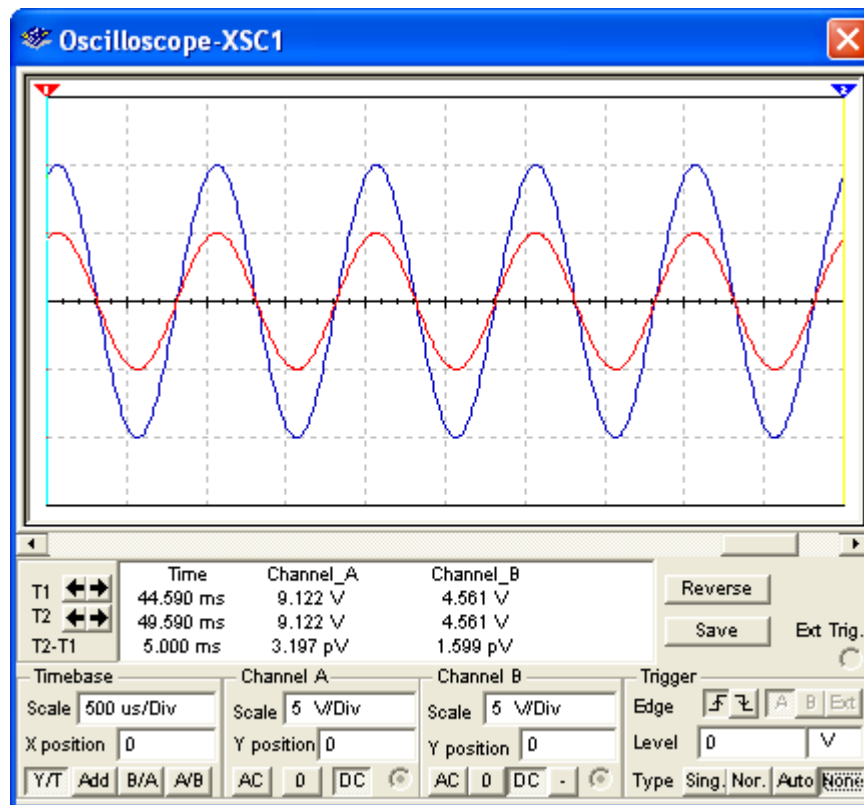 Oscilloscope-XSC1
1 2
Time Channel_A Channel_B
T1 44.590 ms 9.122 V 4.561 V
T2 49.590 ms 9.122 V 4.561 V
T2-T1 5.000 ms 3.197 pV 1.599 pV
Reverse
Save
Ext Trig.
Timebase
Scale 500 us/Div
X position 0
Y/T Add B/A A/B
Channel A
Scale 5 V/Div
Y position 0
AC 0 DC
Channel B
Scale 5 V/Div
Y position 0
AC 0 DC -
Trigger
Edge A B Ext
Level 0 V
Type Sing. Nor. Auto None